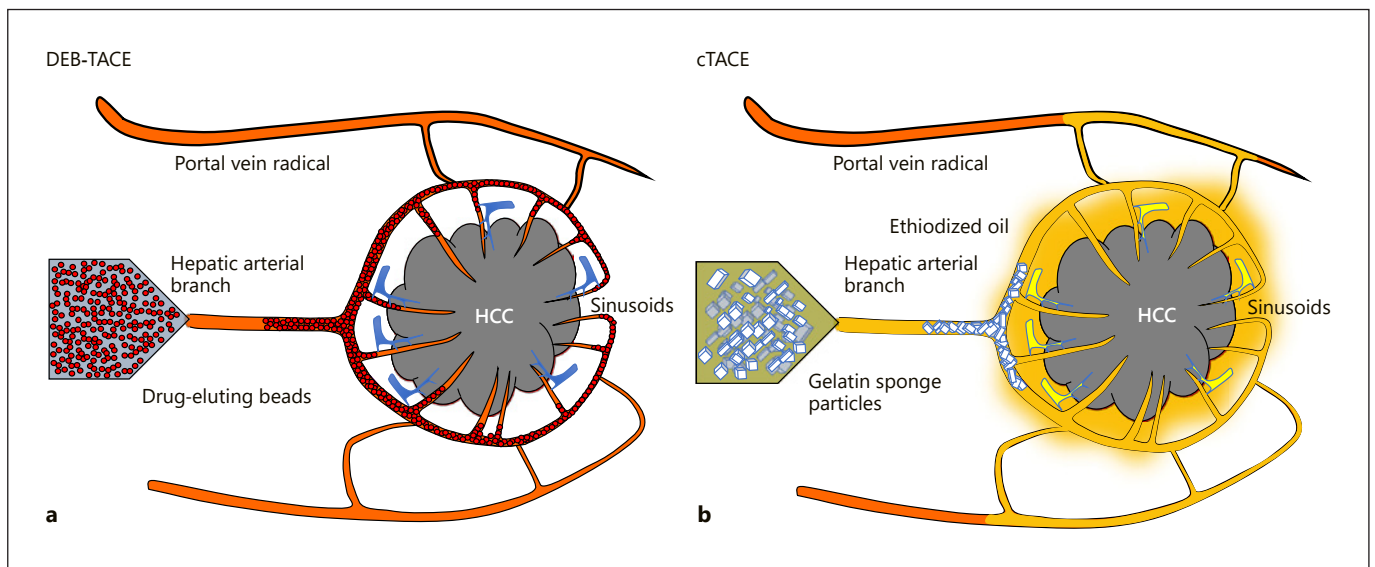 DEB-TACE
Portal vein radical
Hepatic arterial
branch
Sinusoids
HCC
Drug-eluting beads
a
cTACE
Portal vein radical
Ethiodized oil
Hepatic arterial
branch
Sinusoids
HCC
Gelatin sponge
particles
b